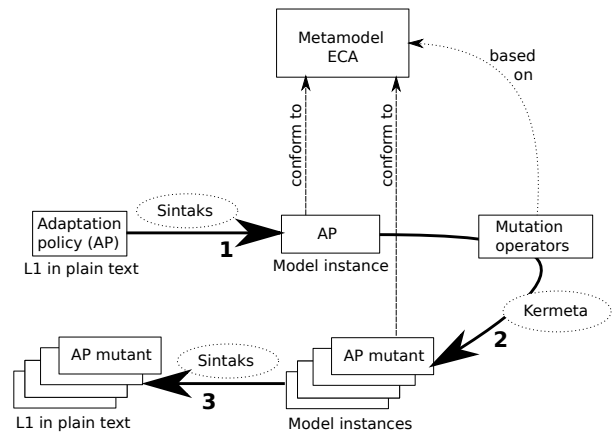 Metamodel
ECA
based
on
conform to
conform to
Sintaks
Adaptation
policy (AP)
1
AP
Mutation
operators
L1 in plain text
Model instance
Kermeta
2
AP mutant
Sintaks
AP mutant
3
L1 in plain text
Model instances